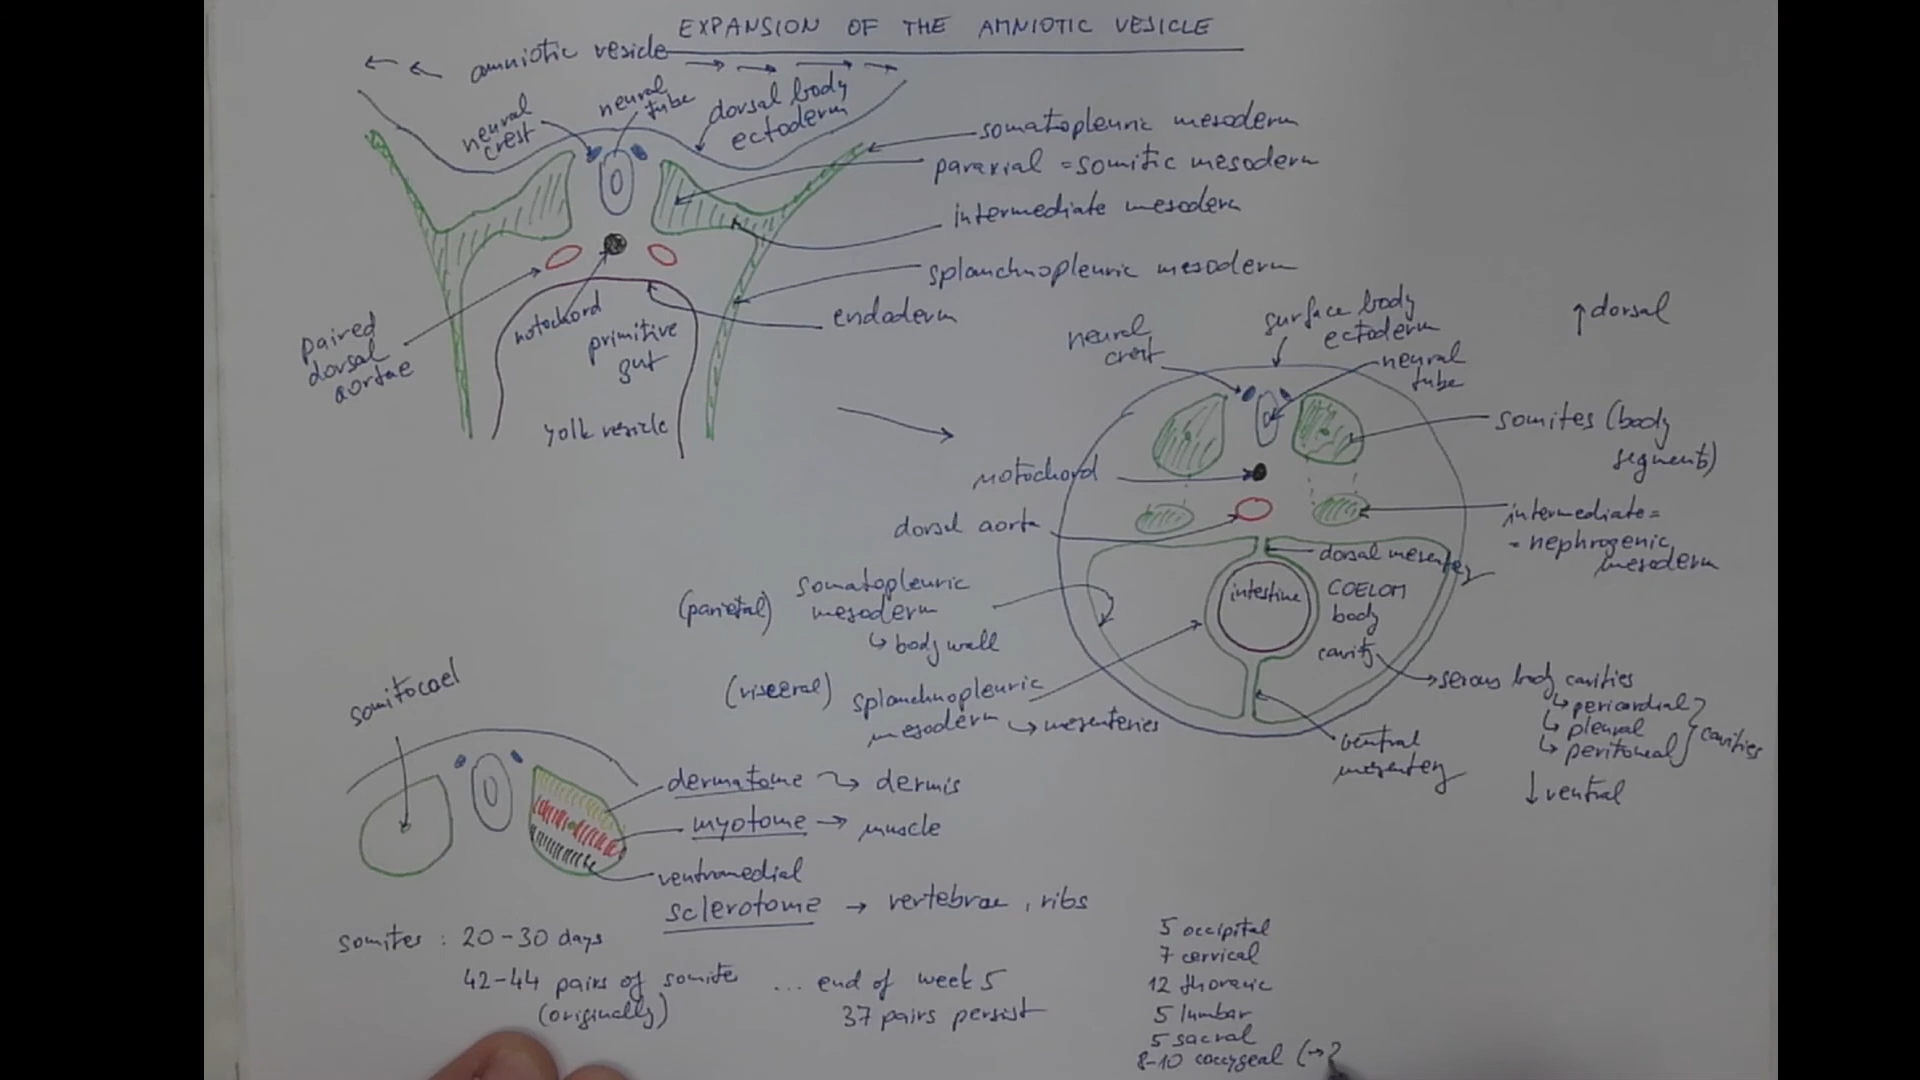 EXPANSION OF THE AMNIOTIC VESICLE
amniotic vesicle
neural
crest
neural
tube
dorsal body
ectoderm
somatopleuric mesoderm
paraxial = somitic mesoderm
intermediate mesoderm
splanchnopleuric mesoderm
endoderm
paired
dorsal
aortae
notochord
primitive
gut
yolk vesicle
neural
crest
surface body
ectoderm
neural
tube
↑ dorsal
somites (body
segments)
notochord
dorsal aorta
intermediate =
= nephrogenic
mesoderm
dorsal mesentery
intestine
COELOM
body
cavity
(parietal) somatopleuric
mesoderm
↳ body wall
(visceral) splanchnopleuric
mesoderm ↳ mesenteries
→ serous body cavities
↳ pericardial
↳ pleural
↳ peritoneal
} cavities
ventral
mesentery
↓ ventral
somitocoel
dermatome → dermis
myotome → muscle
ventromedial
sclerotome → vertebrae, ribs
somites : 20-30 days
42-44 pairs of somite ... end of week 5
(originally) 37 pairs persist
5 occipital
7 cervical
12 thoracic
5 lumbar
5 sacral
8-10 coccygeal (→